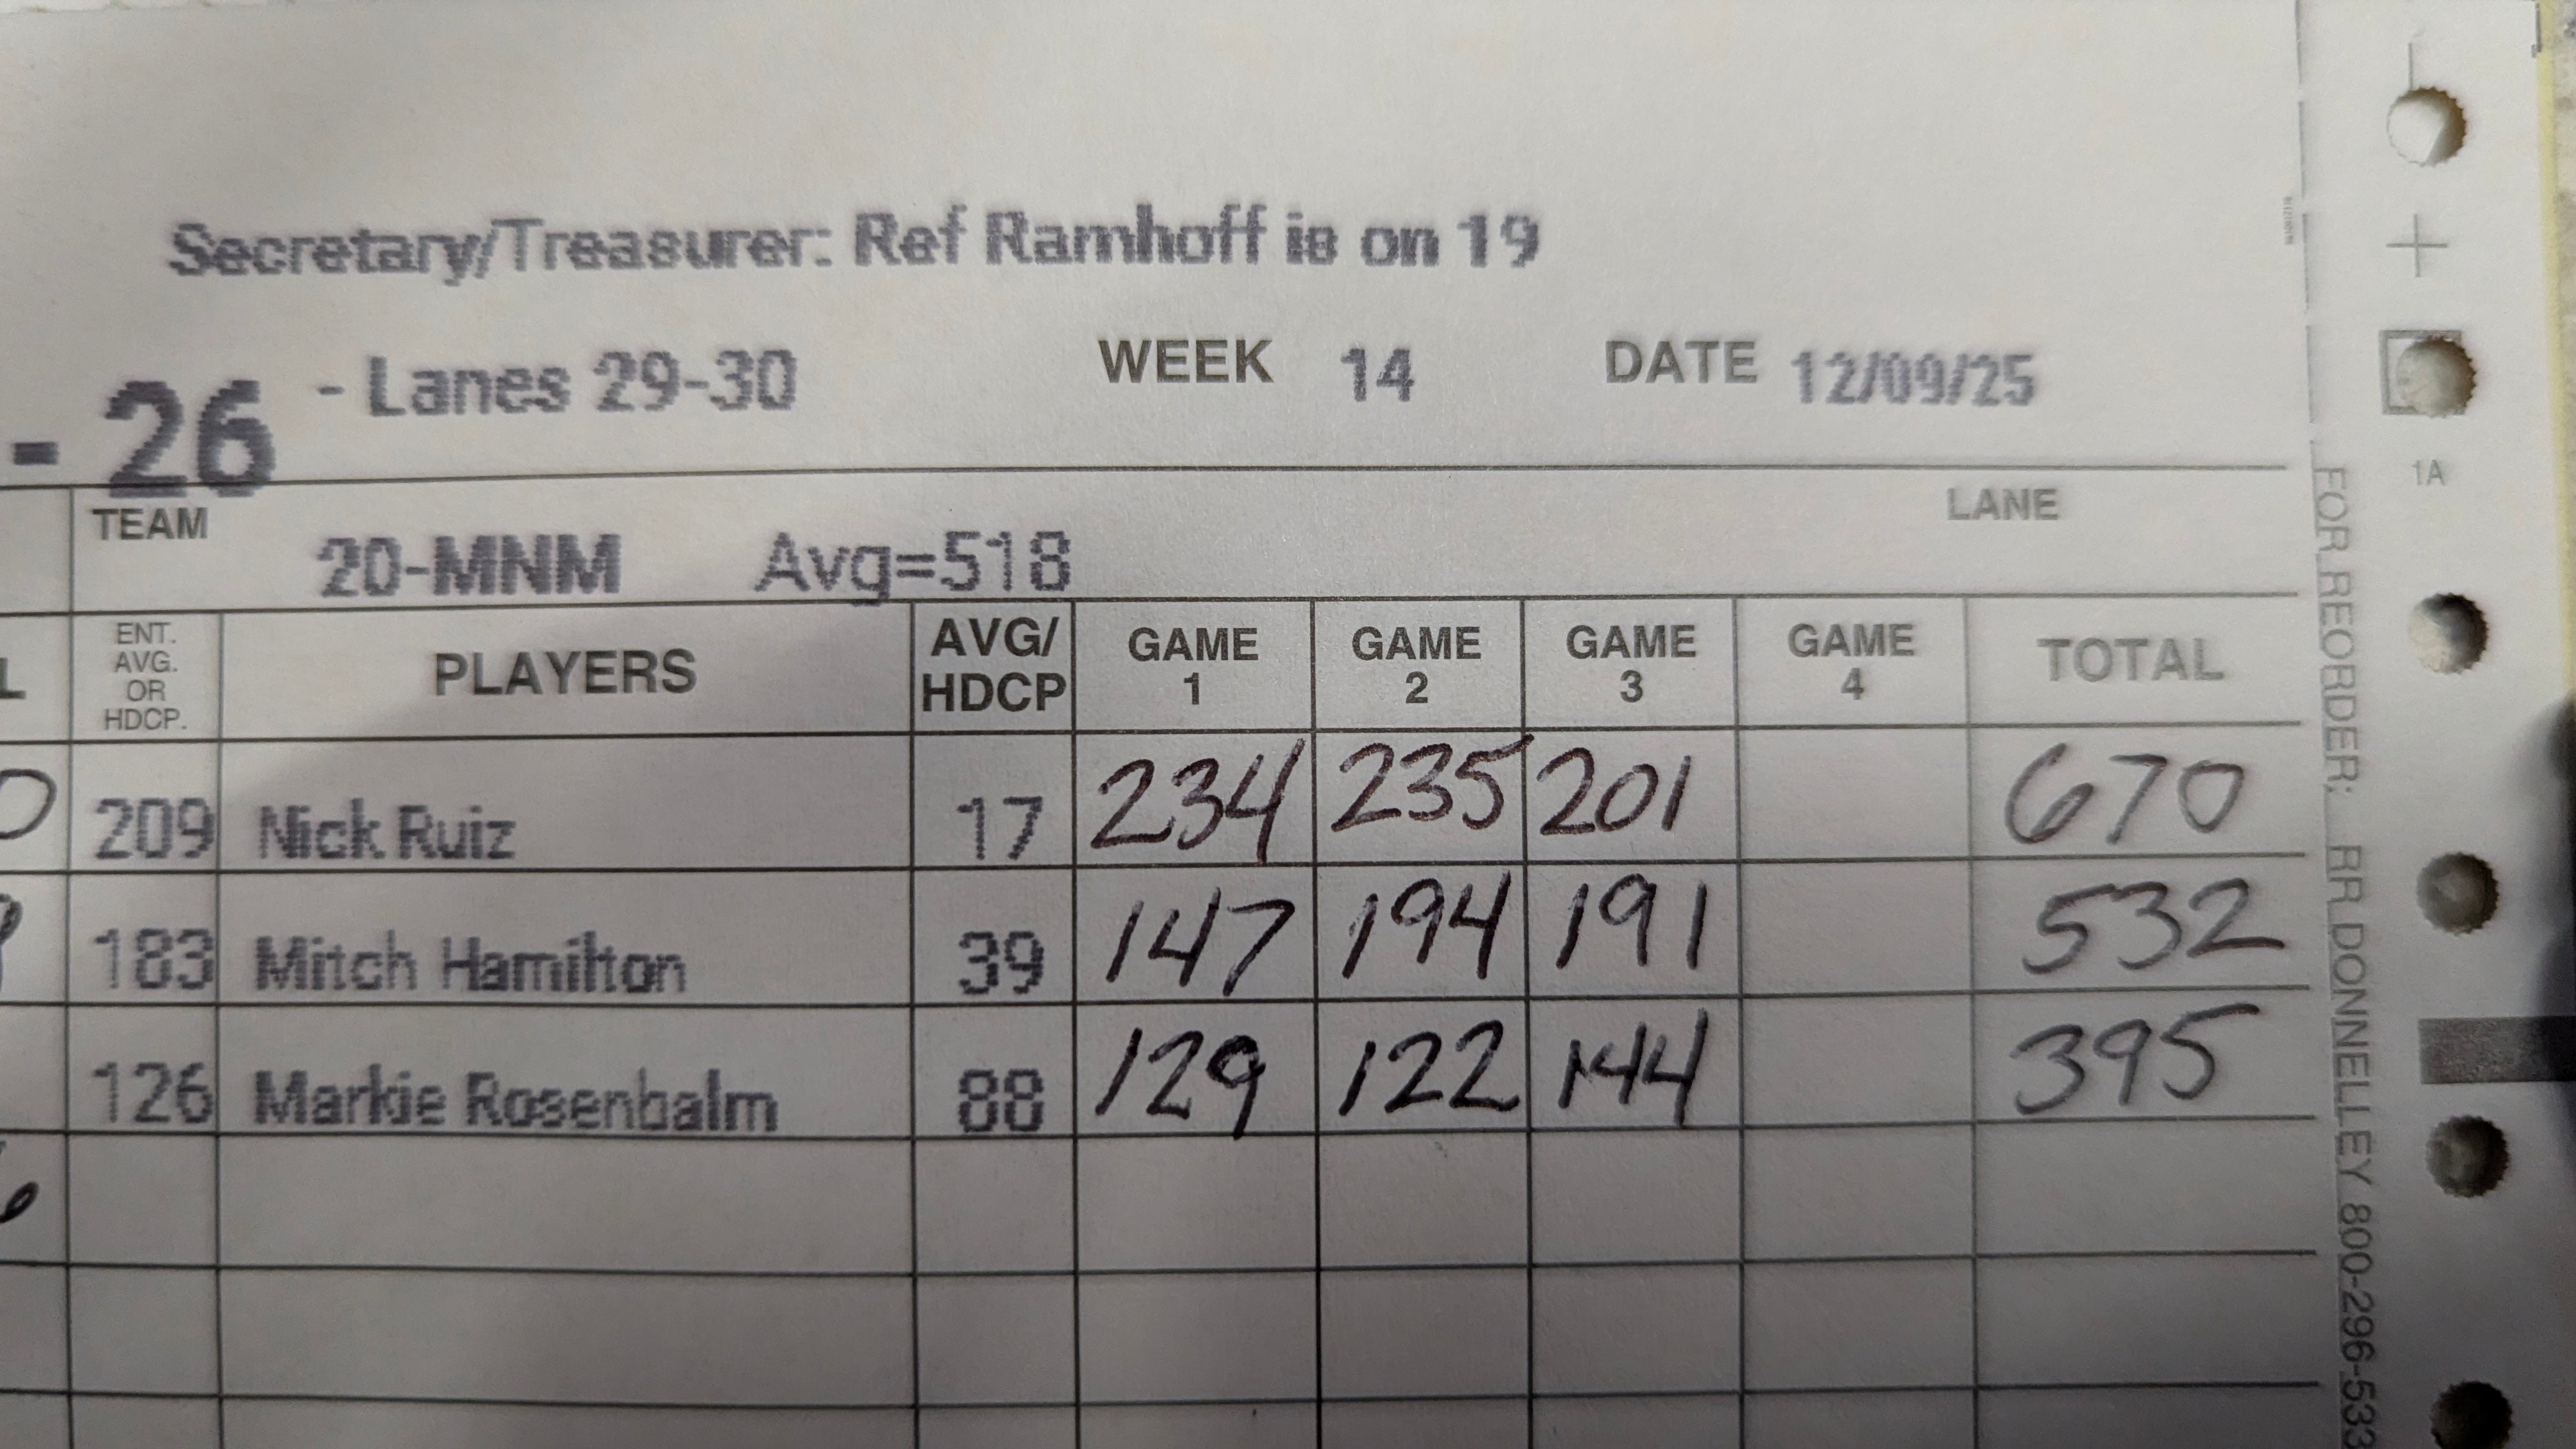 Secretary/Treasurer: Ref Ramhoff is on 19
- 26 - Lanes 29-30 WEEK 14 DATE 12/09/25
TEAM 20-MNM Avg=518 LANE
L ENT. AVG. OR HDCP. PLAYERS AVG/ HDCP GAME 1 GAME 2 GAME 3 GAME 4 TOTAL
209 Nick Ruiz 17 234 235 201 670
183 Mitch Hamilton 39 147 194 191 532
126 Markie Rosenbalm 88 129 122 144 395
1A
FOR REORDER: RR DONNELLEY 800-296-533